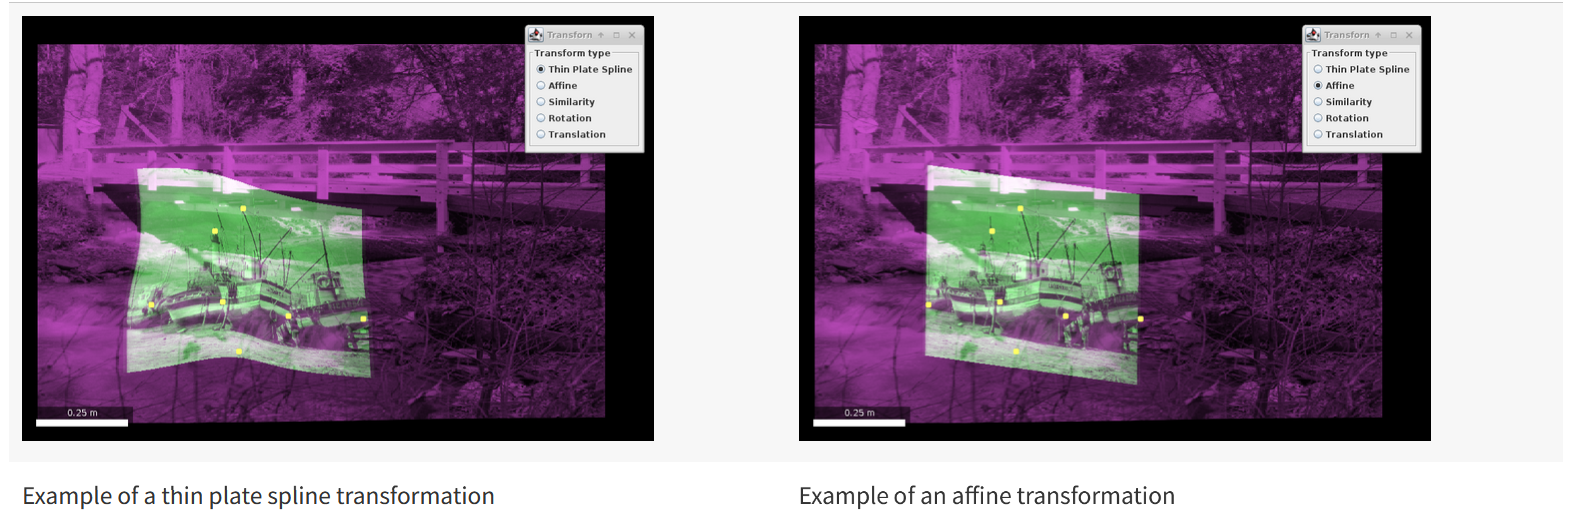 Transform
Transform type
Thin Plate Spline
Affine
Similarity
Rotation
Translation
0.25 m
Transform
Transform type
Thin Plate Spline
Affine
Similarity
Rotation
Translation
0.25 m
Example of a thin plate spline transformation
Example of an affine transformation